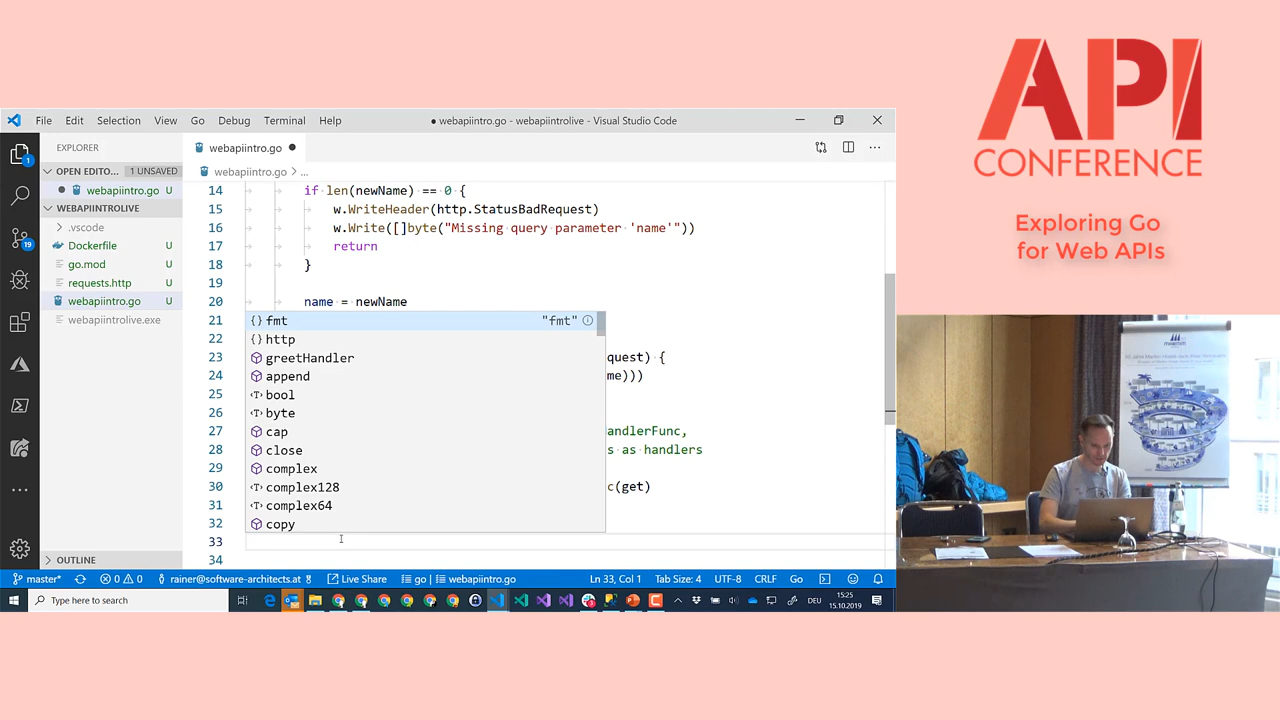 File Edit Selection View Go Debug Terminal Help
● webapiintro.go - webapiintrolive - Visual Studio Code
EXPLORER
OPEN EDITO... 1 UNSAVED
webapiintro.go U
WEBAPIINTROLIVE
.vscode
Dockerfile U
go.mod U
requests.http U
webapiintro.go U
webapiintrolive.exe
OUTLINE
1
19
webapiintro.go
webapiintro.go > ...
14 if len(newName) == 0 {
15 w.WriteHeader(http.StatusBadRequest)
16 w.Write([]byte("Missing query parameter 'name'"))
17 return
18 }
19
20 name = newName
21
22
23 quest) {
24 me)))
25
26
27 andlerFunc,
28 s as handlers
29
30 c(get)
31
32
33
34
{} fmt "fmt"
{} http
greetHandler
append
bool
byte
cap
close
complex
complex128
complex64
copy
master* 0 0 rainer@software-architects.at 8 Live Share go | webapiintro.go Ln 33, Col 1 Tab Size: 4 UTF-8 CRLF Go
Type here to search
DEU
15:25
15.10.2019
API
CONFERENCE
Exploring Go
for Web APIs